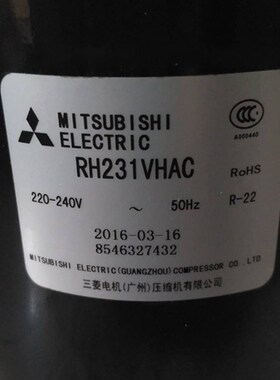 MITSUBISHI
ELECTRIC
A000440
RH231VHAC
RoHS
220-240V ~ 50Hz R-22
2016-03-16
8546327432
MITSUBISHI ELECTRIC(GUANGZHOU)COMPRESSOR CO.,LTD
三菱电机(广州)压缩机有限公司